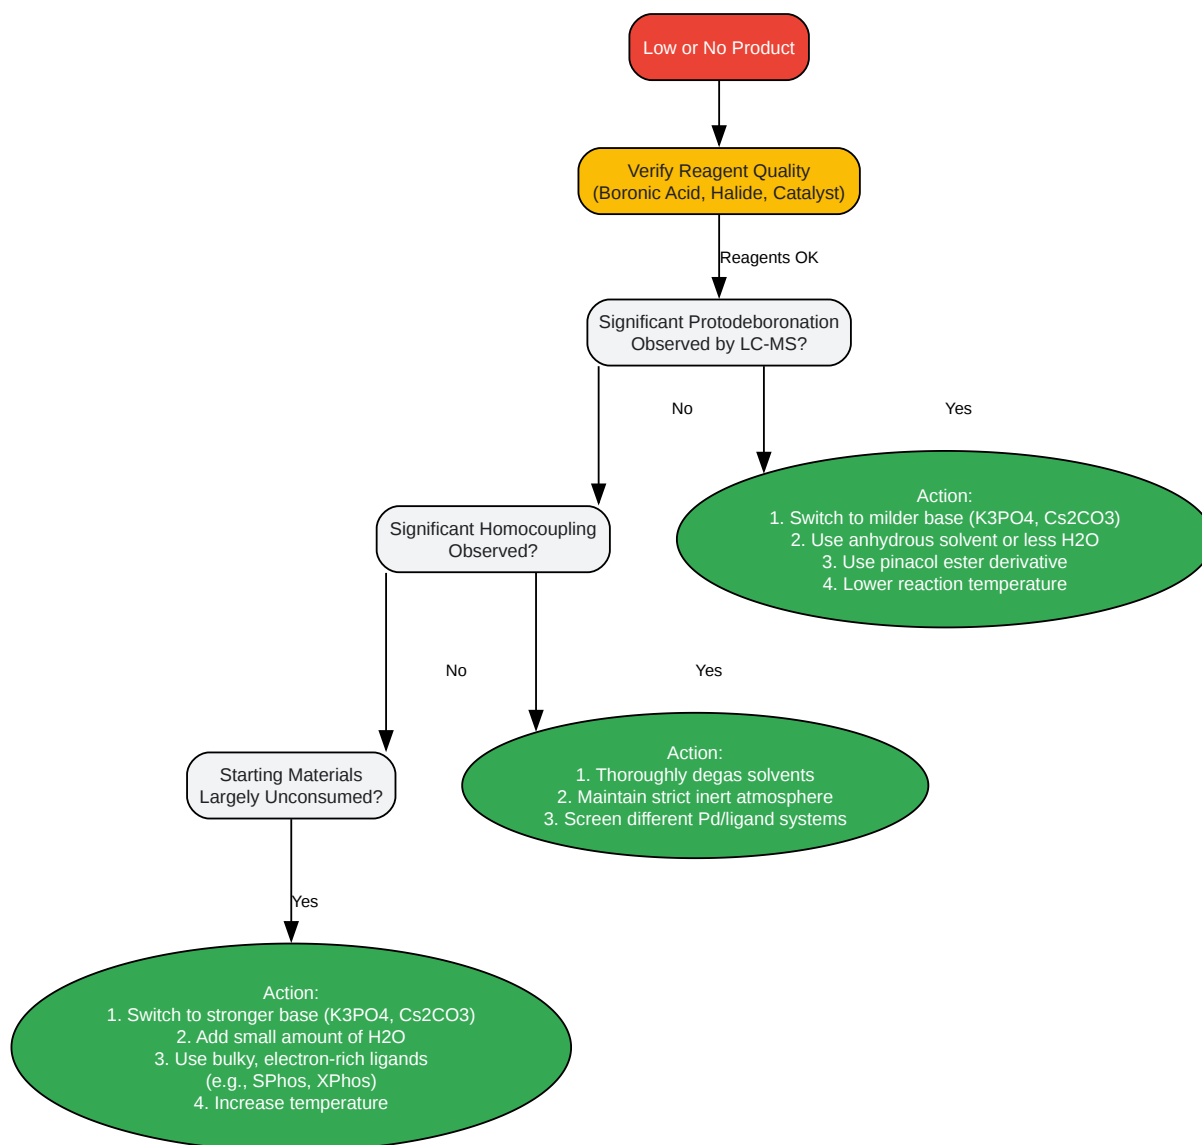 Low or No Product
Verify Reagent Quality
(Boronic Acid, Halide, Catalyst)
Reagents OK
Significant Protodeboronation
Observed by LC-MS?
No
Yes
Action:
1. Switch to milder base (K3PO4, Cs2CO3)
2. Use anhydrous solvent or less H2O
3. Use pinacol ester derivative
4. Lower reaction temperature
Significant Homocoupling
Observed?
No
Yes
Action:
1. Thoroughly degas solvents
2. Maintain strict inert atmosphere
3. Screen different Pd/ligand systems
Starting Materials
Largely Unconsumed?
Yes
Action:
1. Switch to stronger base (K3PO4, Cs2CO3)
2. Add small amount of H2O
3. Use bulky, electron-rich ligands
(e.g., SPhos, XPhos)
4. Increase temperature